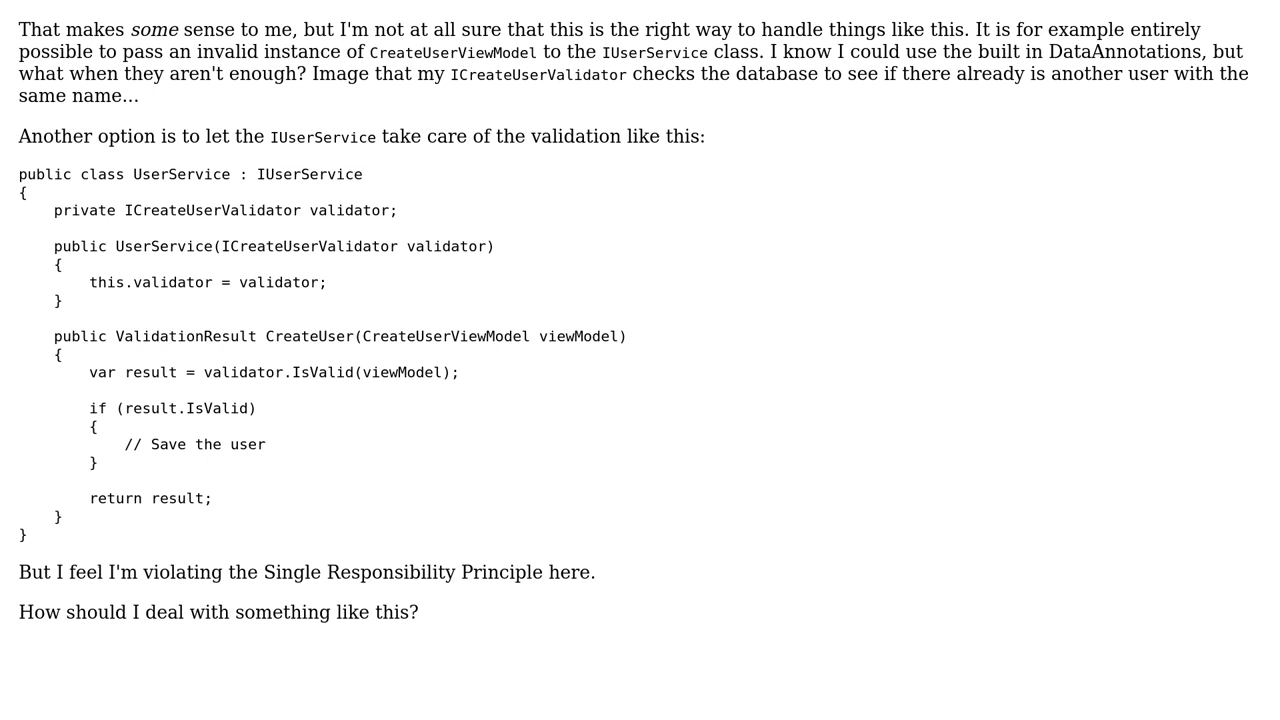 That makes some sense to me, but I'm not at all sure that this is the right way to handle things like this. It is for example entirely
possible to pass an invalid instance of CreateUserViewModel to the IUserService class. I know I could use the built in DataAnnotations, but
what when they aren't enough? Image that my ICreateUserValidator checks the database to see if there already is another user with the
same name...
Another option is to let the IUserService take care of the validation like this:
public class UserService : IUserService
{
    private ICreateUserValidator validator;
    public UserService(ICreateUserValidator validator)
    {
        this.validator = validator;
    }
    public ValidationResult CreateUser(CreateUserViewModel viewModel)
    {
        var result = validator.IsValid(viewModel);
        if (result.IsValid)
        {
            // Save the user
        }
        return result;
    }
}
But I feel I'm violating the Single Responsibility Principle here.
How should I deal with something like this?